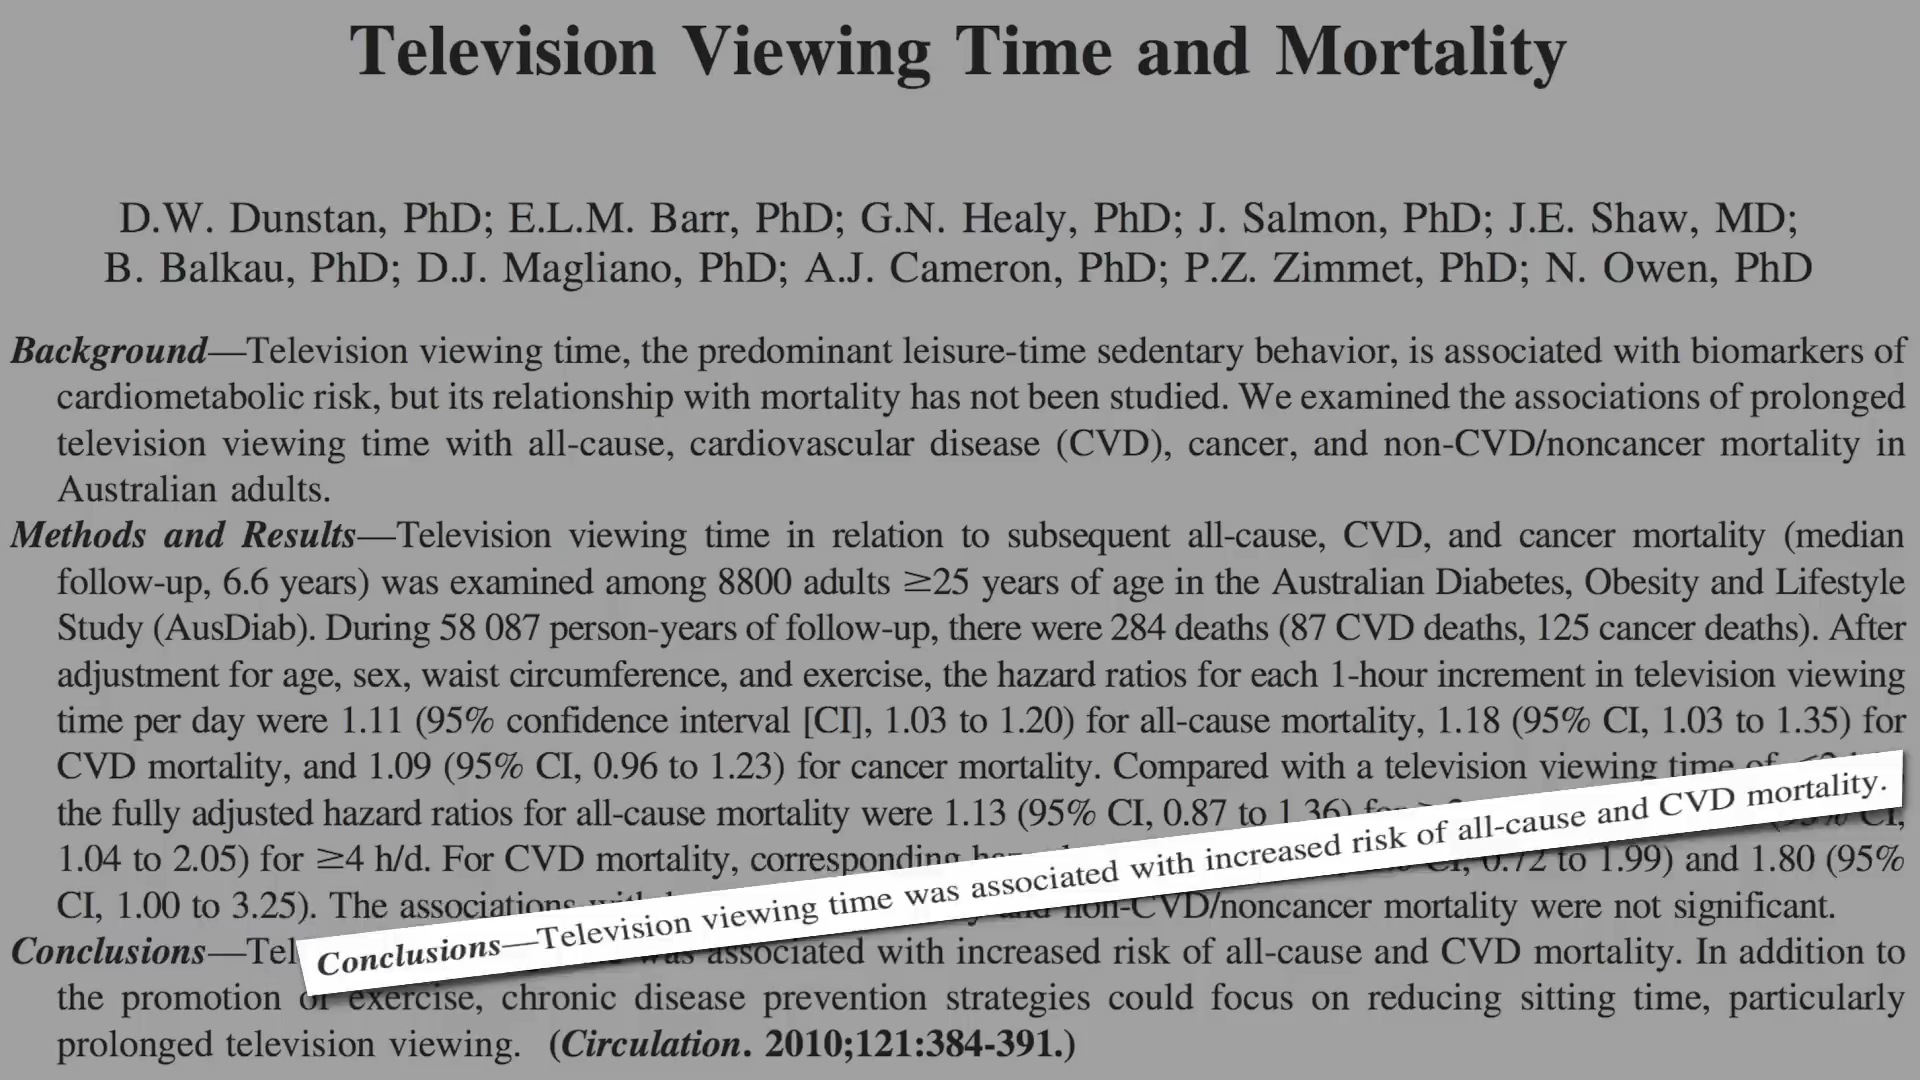 Television Viewing Time and Mortality
D.W. Dunstan, PhD; E.L.M. Barr, PhD; G.N. Healy, PhD; J. Salmon, PhD; J.E. Shaw, MD;
B. Balkau, PhD; D.J. Magliano, PhD; A.J. Cameron, PhD; P.Z. Zimmet, PhD; N. Owen, PhD
Background—Television viewing time, the predominant leisure-time sedentary behavior, is associated with biomarkers of
cardiometabolic risk, but its relationship with mortality has not been studied. We examined the associations of prolonged
television viewing time with all-cause, cardiovascular disease (CVD), cancer, and non-CVD/noncancer mortality in
Australian adults.
Methods and Results—Television viewing time in relation to subsequent all-cause, CVD, and cancer mortality (median
follow-up, 6.6 years) was examined among 8800 adults ≥25 years of age in the Australian Diabetes, Obesity and Lifestyle
Study (AusDiab). During 58 087 person-years of follow-up, there were 284 deaths (87 CVD deaths, 125 cancer deaths). After
adjustment for age, sex, waist circumference, and exercise, the hazard ratios for each 1-hour increment in television viewing
time per day were 1.11 (95% confidence interval [CI], 1.03 to 1.20) for all-cause mortality, 1.18 (95% CI, 1.03 to 1.35) for
CVD mortality, and 1.09 (95% CI, 0.96 to 1.23) for cancer mortality. Compared with a television viewing time of
the fully adjusted hazard ratios for all-cause mortality were 1.13 (95% CI, 0.87 to 1.36) CI,
1.04 to 2.05) for ≥4 h/d. For CVD mortality, corresponding CI, 0.72 to 1.99) and 1.80 (95%
CI, 1.00 to 3.25). The associations non-CVD/noncancer mortality were not significant.
Conclusions—Television viewing time was associated with increased risk of all-cause and CVD mortality.
Conclusions—Tel was associated with increased risk of all-cause and CVD mortality. In addition to
the promotion of exercise, chronic disease prevention strategies could focus on reducing sitting time, particularly
prolonged television viewing. (Circulation. 2010;121:384-391.)